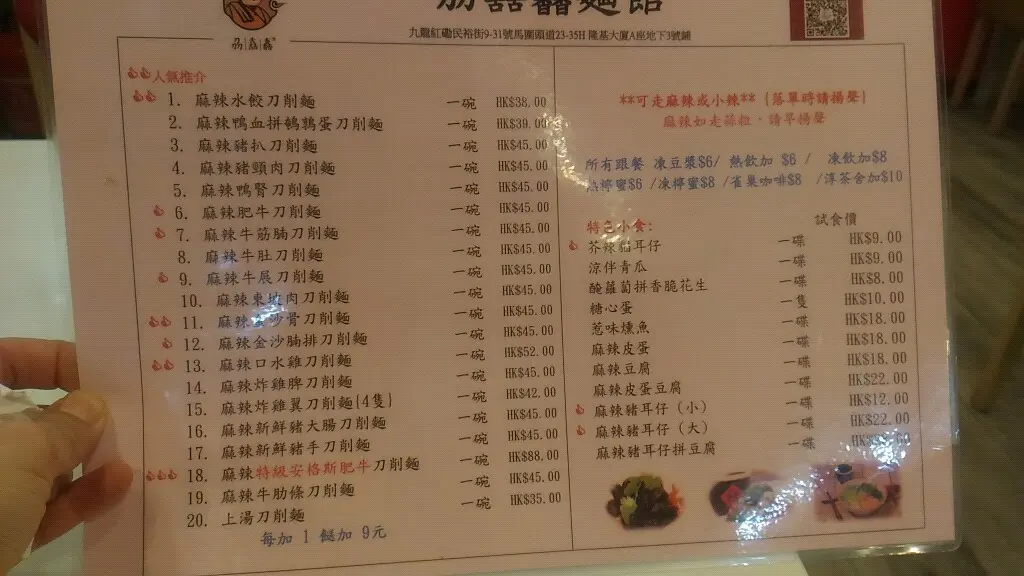 品鱻鑫
麵館
九龍紅磡民裕街9-31號馬圍頭道23-35H 隆基大廈A座地下3號鋪
人氣推介
1. 麻辣水餃刀削麵 一碗 HK$38.00
2. 麻辣鴨血拼鵪鶉蛋刀削麵 一碗 HK$39.00
3. 麻辣豬扒刀削麵 一碗 HK$45.00
4. 麻辣豬頸肉刀削麵 一碗 HK$45.00
5. 麻辣鴨腎刀削麵 一碗 HK$45.00
6. 麻辣肥牛刀削麵 一碗 HK$45.00
7. 麻辣牛筋腩刀削麵 一碗 HK$45.00
8. 麻辣牛肚刀削麵 一碗 HK$45.00
9. 麻辣牛展刀削麵 一碗 HK$45.00
10. 麻辣東坡肉刀削麵 一碗 HK$45.00
11. 麻辣金沙骨刀削麵 一碗 HK$45.00
12. 麻辣金沙腩排刀削麵 一碗 HK$45.00
13. 麻辣口水雞刀削麵 一碗 HK$52.00
14. 麻辣炸雞髀刀削麵 一碗 HK$45.00
15. 麻辣炸雞翼刀削麵(4隻) 一碗 HK$42.00
16. 麻辣新鮮豬大腸刀削麵 一碗 HK$45.00
17. 麻辣新鮮豬手刀削麵 一碗 HK$45.00
18. 麻辣特級安格斯肥牛刀削麵 一碗 HK$88.00
19. 麻辣牛肋條刀削麵 一碗 HK$45.00
20. 上湯刀削麵 一碗 HK$35.00
每加 1 餸加 9元
**可走麻辣或小辣** (落單時請揚聲)
麻辣如走蒜粒，請早揚聲
所有跟餐 凍豆漿$6/ 熱飲加 $6 / 凍飲加$8
熱檸蜜$6 /凍檸蜜$8 /雀巢咖啡$8 /淳茶舍加$10
特色小食: 試食價
芥辣貓耳仔 一碟 HK$9.00
涼伴青瓜 一碟 HK$9.00
醃蘿蔔拼香脆花生 一碟 HK$8.00
糖心蛋 一隻 HK$10.00
惹味燻魚 一碟 HK$18.00
麻辣皮蛋 一碟 HK$18.00
麻辣豆腐 一碟 HK$18.00
麻辣皮蛋豆腐 一碟 HK$22.00
麻辣豬耳仔（小） 一碟 HK$12.00
麻辣豬耳仔（大） 一碟 HK$22.00
麻辣豬耳仔拼豆腐 一碟